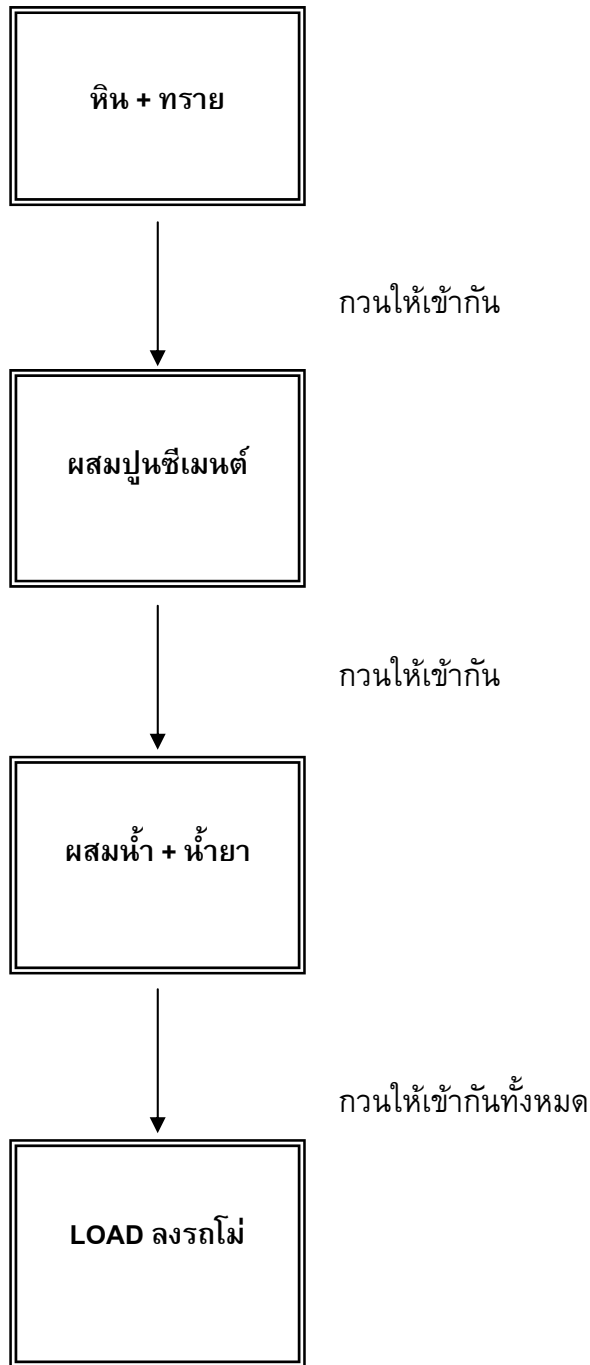 หิน + ทราย
กวนให้เข้ากัน
ผสมปูนซีเมนต์
กวนให้เข้ากัน
ผสมน้ำ + น้ำยา
กวนให้เข้ากันทั้งหมด
LOAD ลงรถโม่